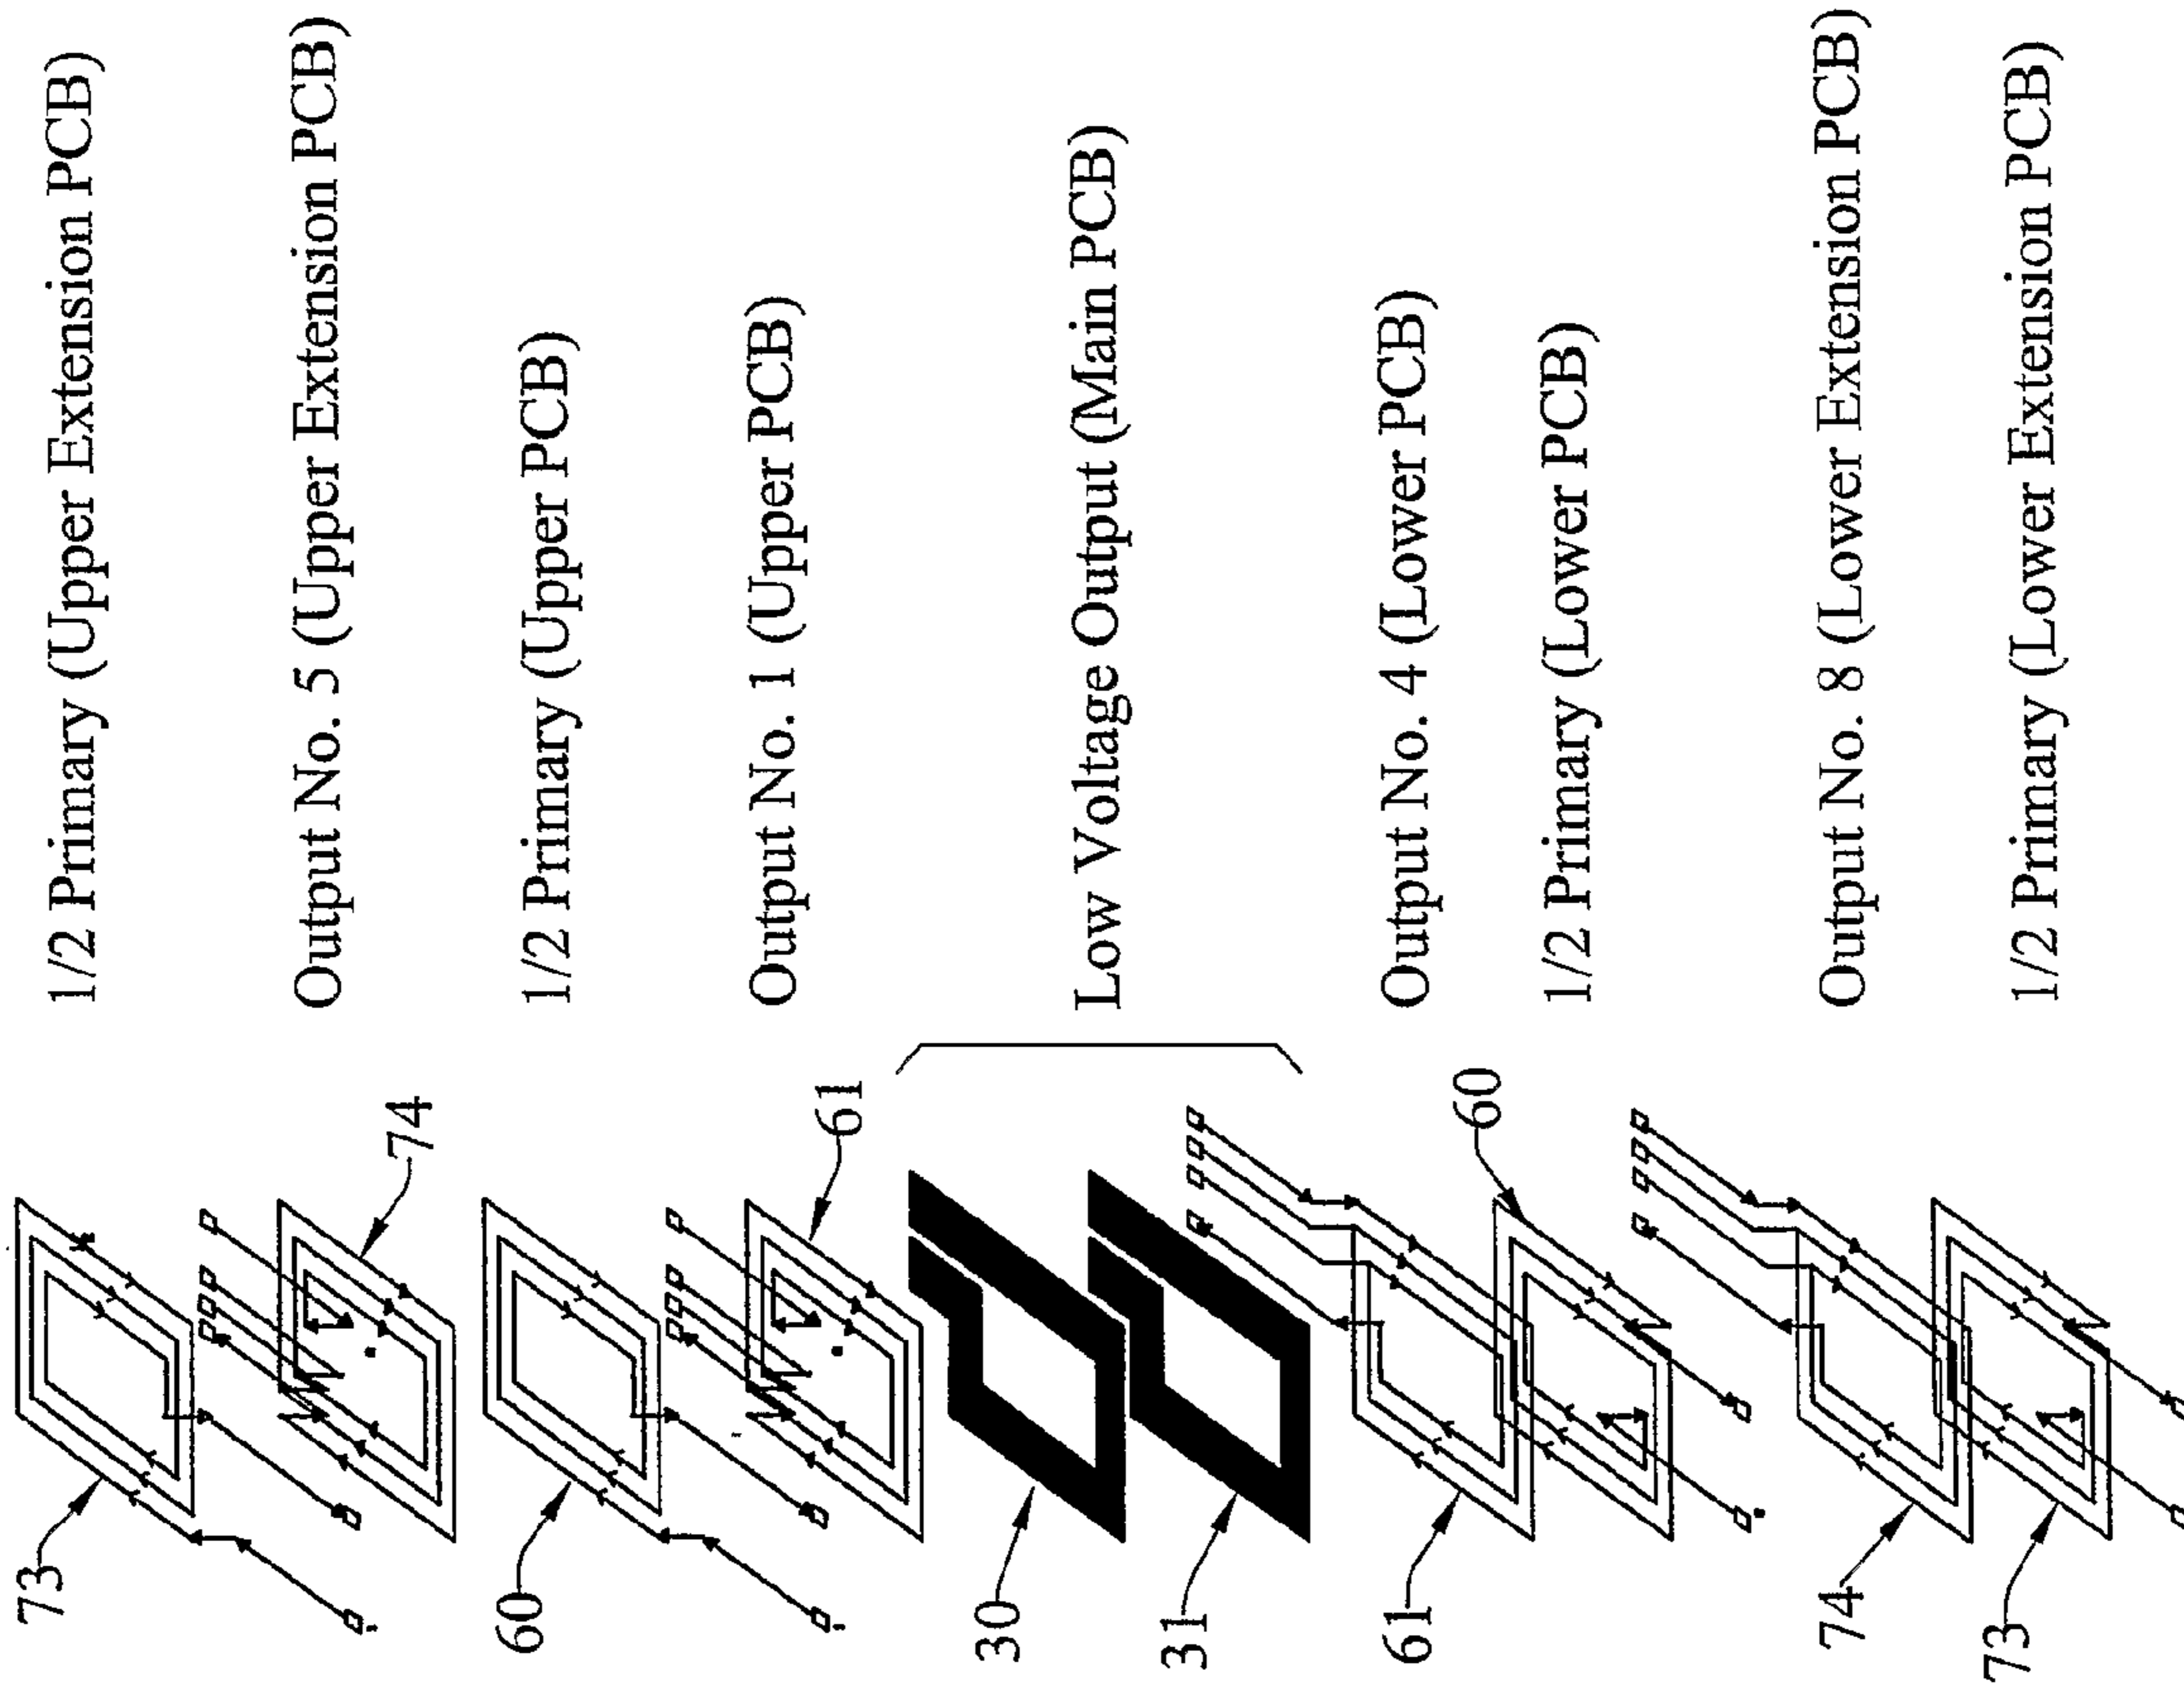 1/2 Primary (Upper Extension PCB)
Output No. 5 (Upper Extension PCB)
1/2 Primary (Upper PCB)
Output No. 1 (Upper PCB)
Low Voltage Output (Main PCB)
Output No. 4 (Lower PCB)
1/2 Primary (Lower PCB)
Output No. 8 (Lower Extension PCB)
1/2 Primary (Lower Extension PCB)
73
74
60
61
30
31
61
60
74
73